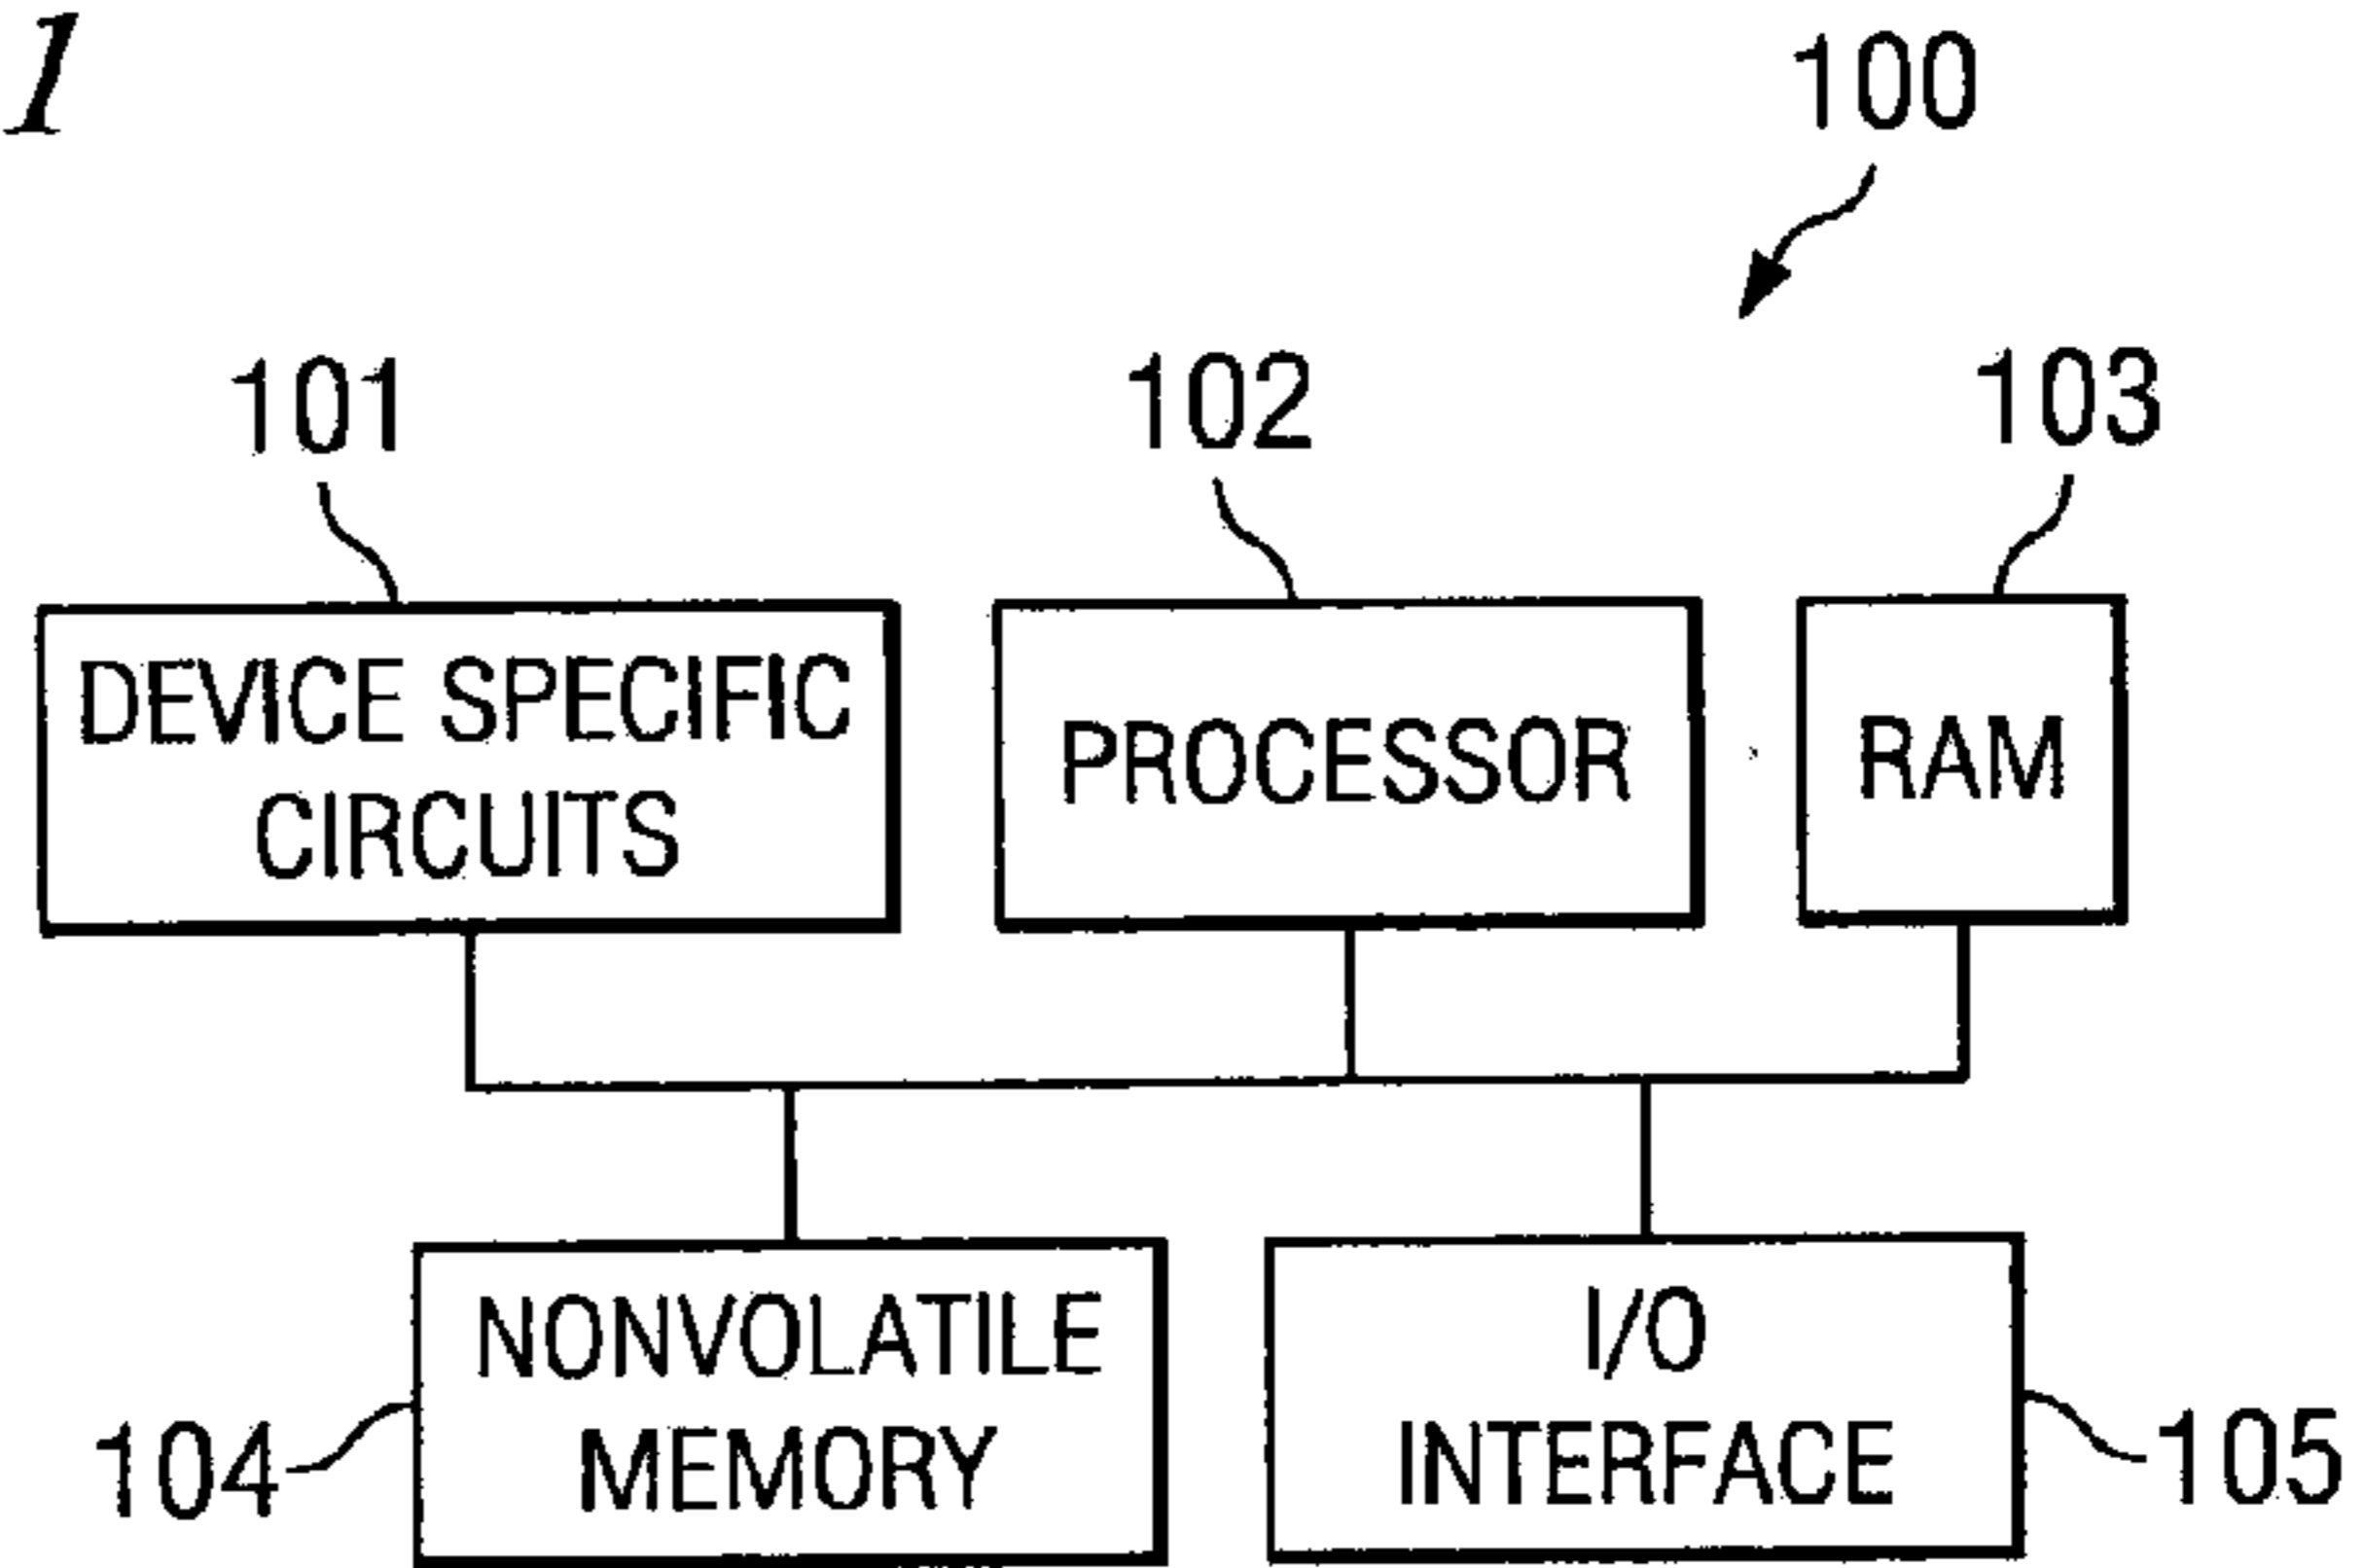 1
100
101
102
103
DEVICE SPECIFIC
CIRCUITS
PROCESSOR
RAM
NONVOLATILE
MEMORY
104
I/O
INTERFACE
105